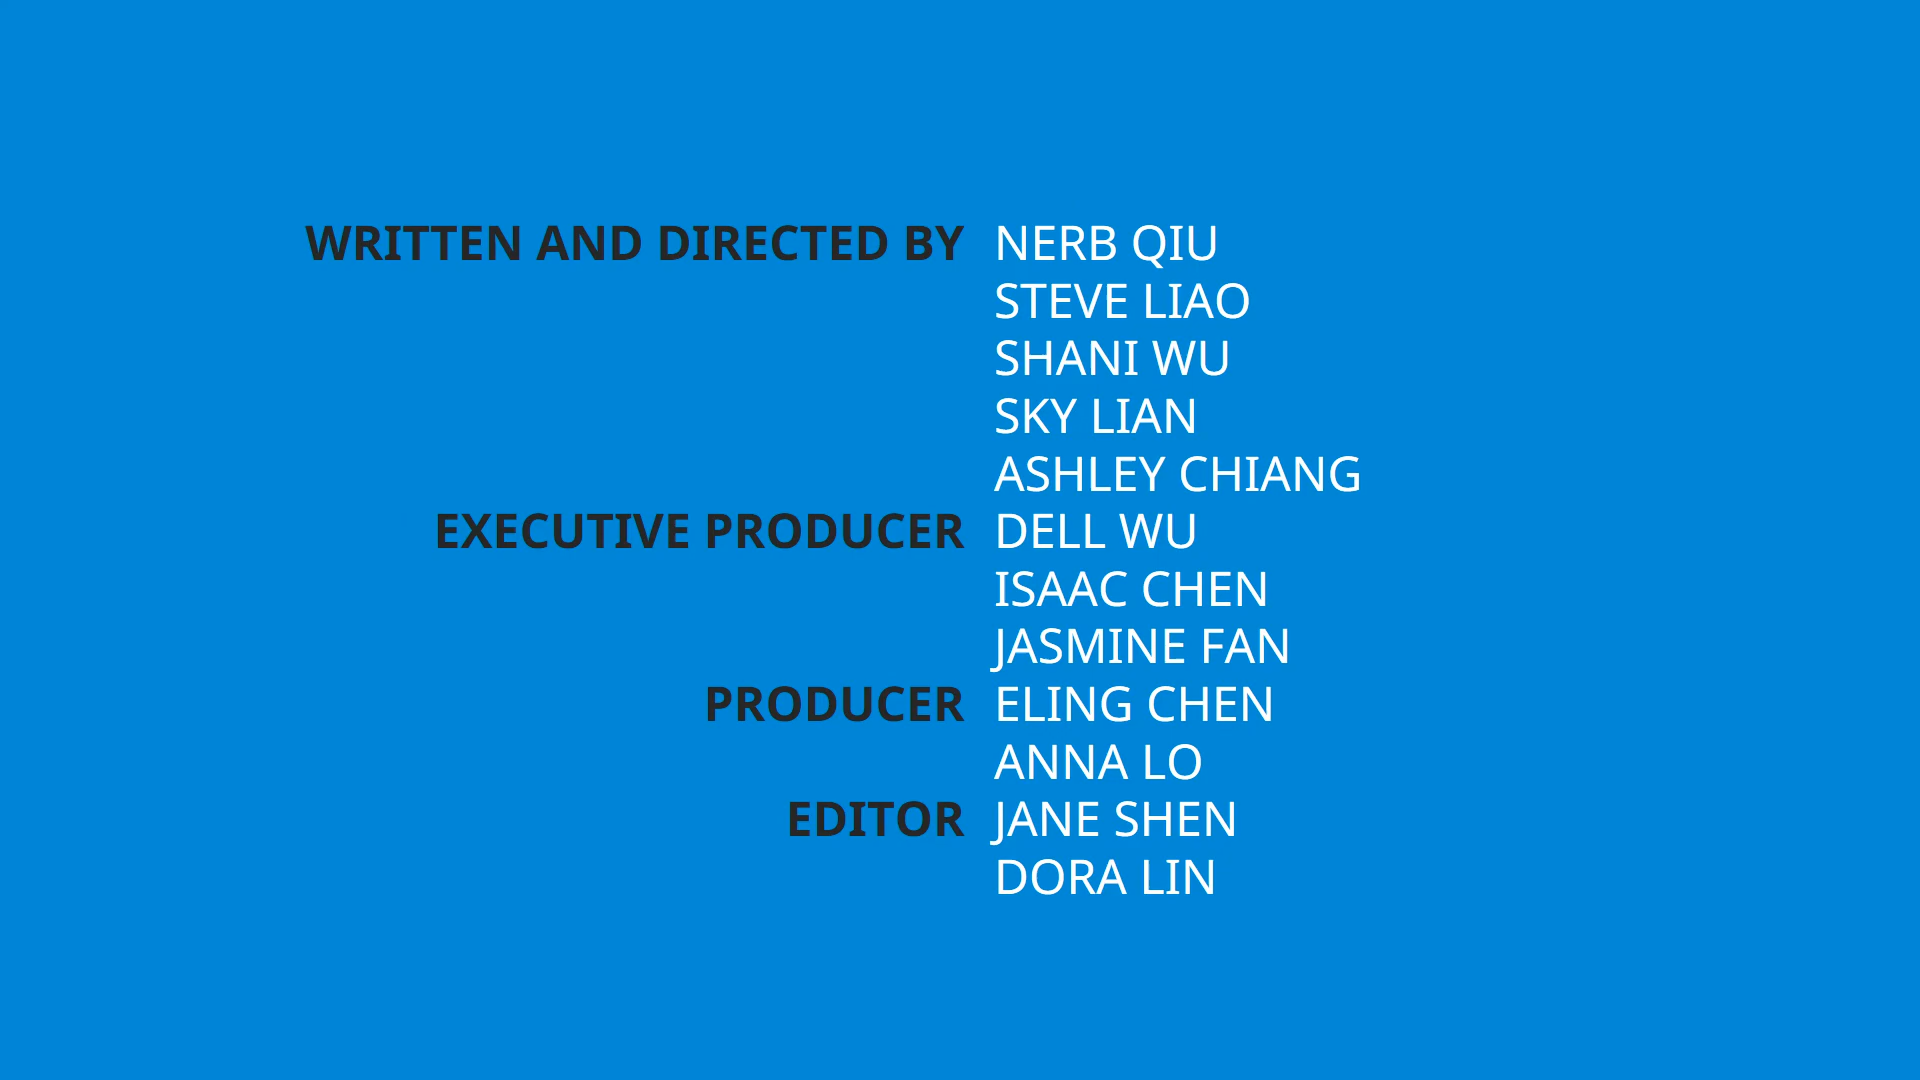 WRITTEN AND DIRECTED BY NERB QIU
STEVE LIAO
SHANI WU
SKY LIAN
ASHLEY CHIANG
EXECUTIVE PRODUCER DELL WU
ISAAC CHEN
JASMINE FAN
PRODUCER ELING CHEN
ANNA LO
EDITOR JANE SHEN
DORA LIN